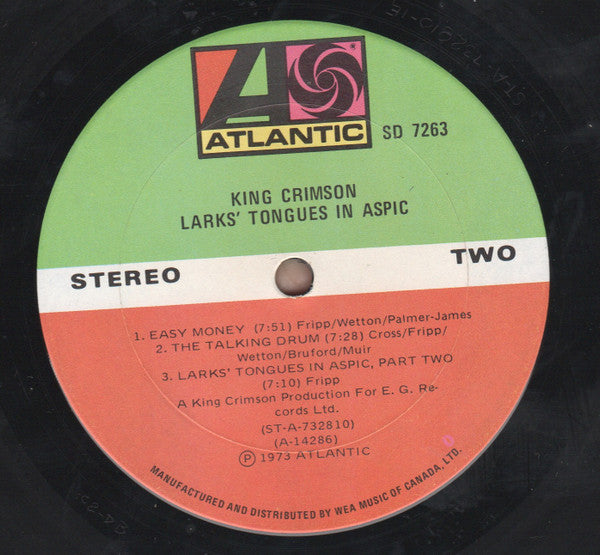 ATLANTIC
SD 7263
KING CRIMSON
LARKS' TONGUES IN ASPIC
STEREO
TWO
1. EASY MONEY (7:51) Fripp/Wetton/Palmer-James
2. THE TALKING DRUM (7:28) Cross/Fripp/
Wetton/Bruford/Muir
3. LARKS' TONGUES IN ASPIC, PART TWO
(7:10) Fripp
A King Crimson Production For E. G. Re-
cords Ltd.
(ST-A-732810)
(A-14286)
Ⓟ 1973 ATLANTIC
MANUFACTURED AND DISTRIBUTED BY WEA MUSIC OF CANADA, LTD.